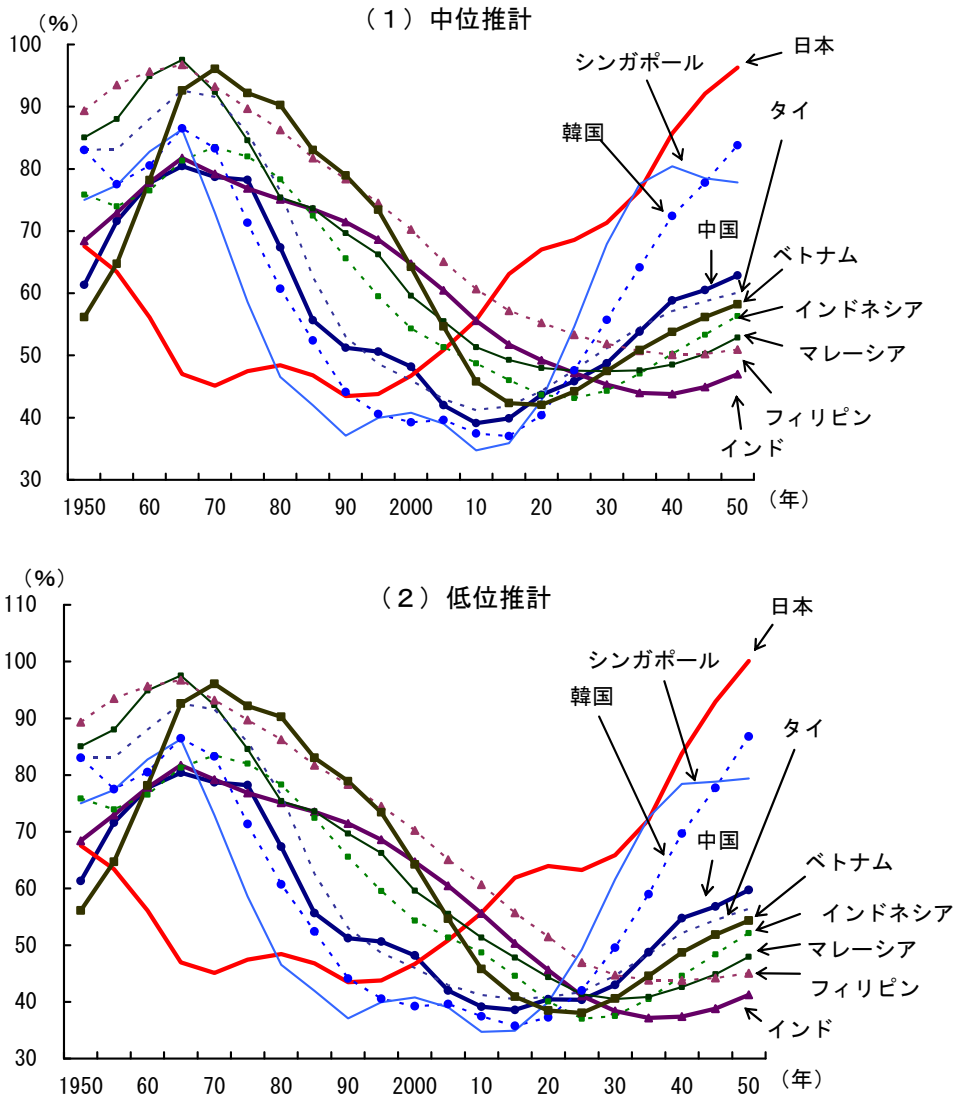 （1）中位推計
（%）
100
90
80
70
60
50
40
30
1950 60 70 80 90 2000 10 20 30 40 50 （年）
日本
シンガポール
タイ
韓国
中国
ベトナム
インドネシア
マレーシア
フィリピン
インド
（2）低位推計
（%）
110
100
90
80
70
60
50
40
30
1950 60 70 80 90 2000 10 20 30 40 50 （年）
日本
シンガポール
韓国
タイ
中国
ベトナム
インドネシア
マレーシア
フィリピン
インド